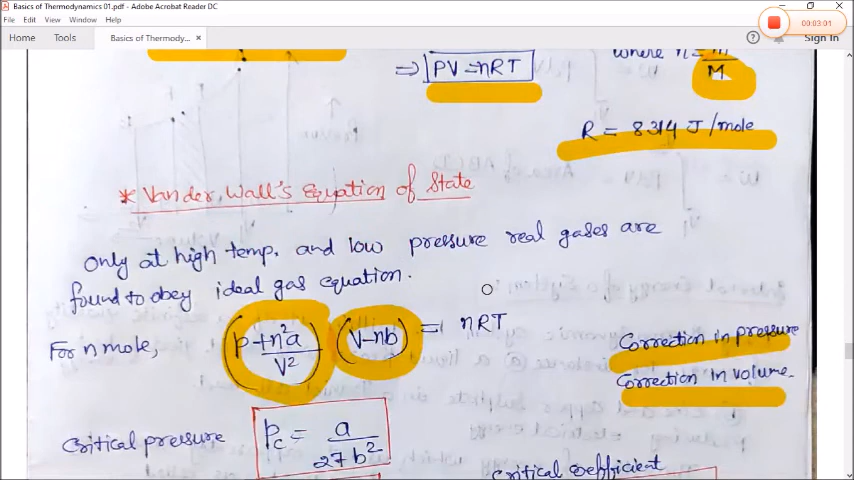 Basics of Thermodynamics 01.pdf - Adobe Acrobat Reader DC
File Edit View Window Help
Home Tools Basics of Thermody... ×
00:03:01
Sign In
⇒ PV=nRT
where n = m/M
R = 8314 J/mole
* Vander, Wall's Equation of State
Only at high temp. and low pressure real gases are
found to obey ideal gas equation.
For n mole, (P+n²a/V²) (V-nb) = nRT
Correction in pressure
Correction in volume.
Critical pressure Pc = a/27b²
Critical coefficient